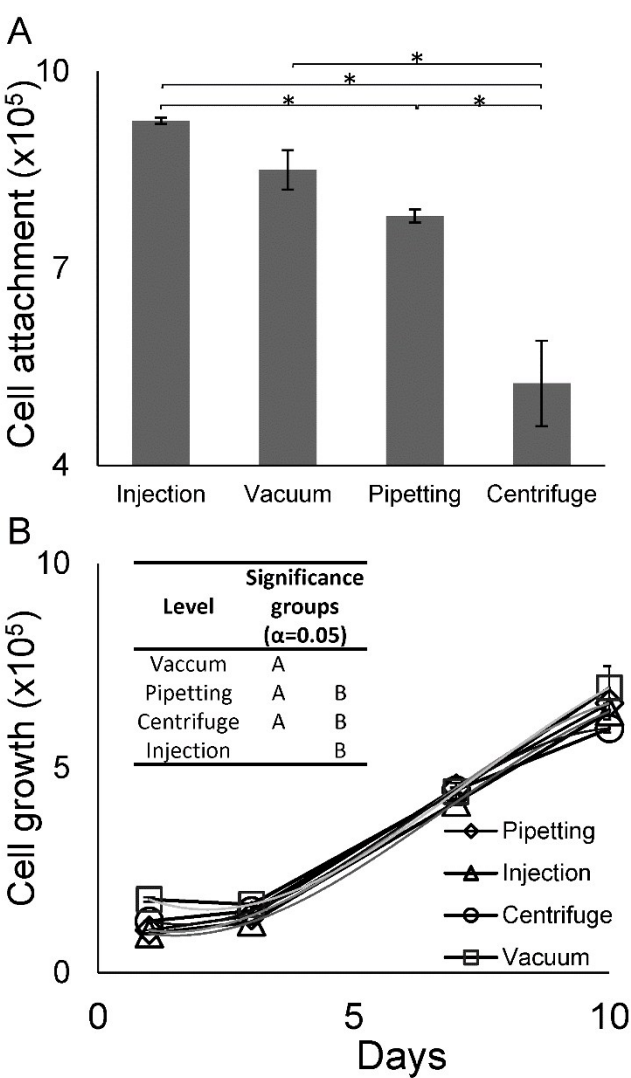 A
Cell attachment (x10⁵)
10
7
4
*
*
*
*
Injection Vacuum Pipetting Centrifuge
B
Cell growth (x10⁵)
10
5
0
Level Significance
groups
(α=0.05)
Vaccum A
Pipetting A B
Centrifuge A B
Injection B
Pipetting
Injection
Centrifuge
Vacuum
0 5 10
Days